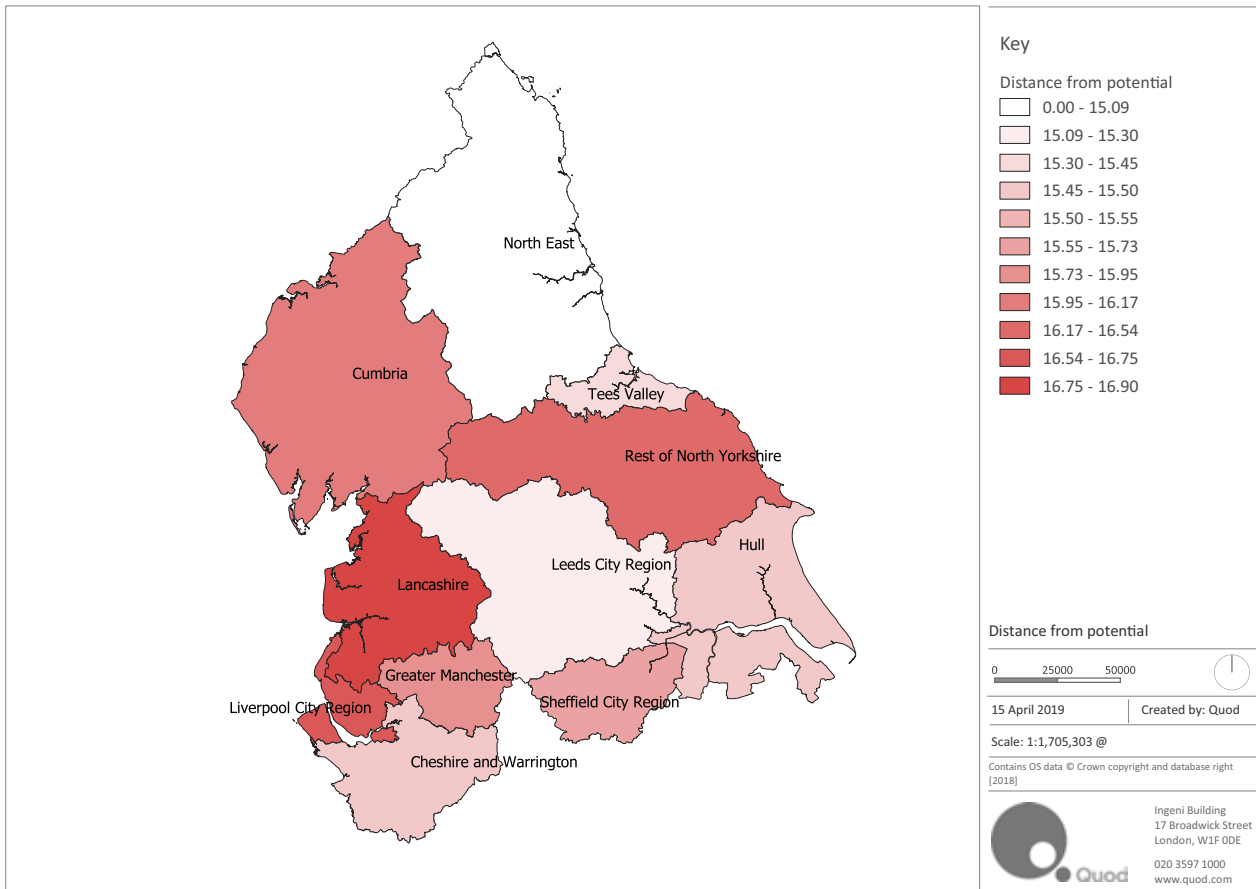 North East
Cumbria
Tees Valley
Rest of North Yorkshire
Hull
Leeds City Region
Lancashire
Greater Manchester
Sheffield City Region
Liverpool City Region
Cheshire and Warrington
Key
Distance from potential
0.00 - 15.09
15.09 - 15.30
15.30 - 15.45
15.45 - 15.50
15.50 - 15.55
15.55 - 15.73
15.73 - 15.95
15.95 - 16.17
16.17 - 16.54
16.54 - 16.75
16.75 - 16.90
Distance from potential
0 25000 50000
15 April 2019 Created by: Quod
Scale: 1:1,705,303 @
Contains OS data © Crown copyright and database right
[2018]
Quod
Ingeni Building
17 Broadwick Street
London, W1F 0DE
020 3597 1000
www.quod.com